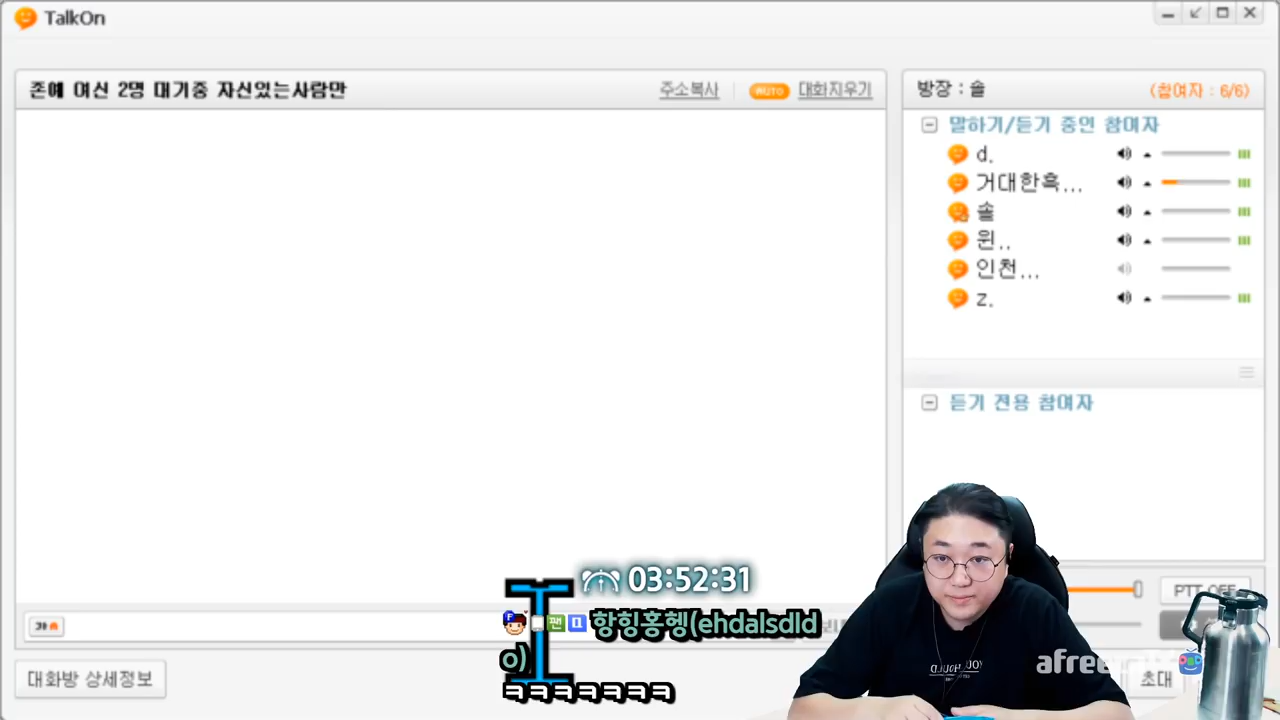 TalkOn
존예 여신 2명 대기중 자신있는사람만
주소복사
AUTO
대화지우기
방장 : 솔
(참여자 : 6/6)
말하기/듣기 중인 참여자
d.
거대한흑...
솔
윈..
인천...
z.
듣기 전용 참여자
03:52:31
PTT OFF
가
팬
항힝홍헹(ehdalsdld
이)
ㅋㅋㅋㅋㅋㅋㅋ
대화방 상세정보
초대